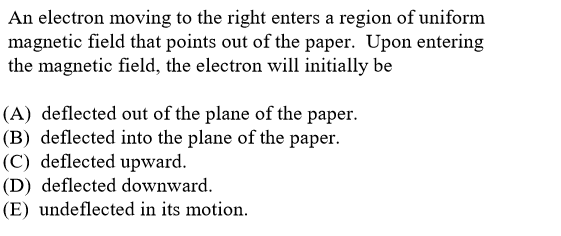 An electron moving to the right enters a region of uniform
magnetic field that points out of the paper. Upon entering
the magnetic field, the electron will initially be
(A) deflected out of the plane of the paper.
(B) deflected into the plane of the paper.
(C) deflected upward.
(D) deflected downward.
(E) undeflected in its motion.